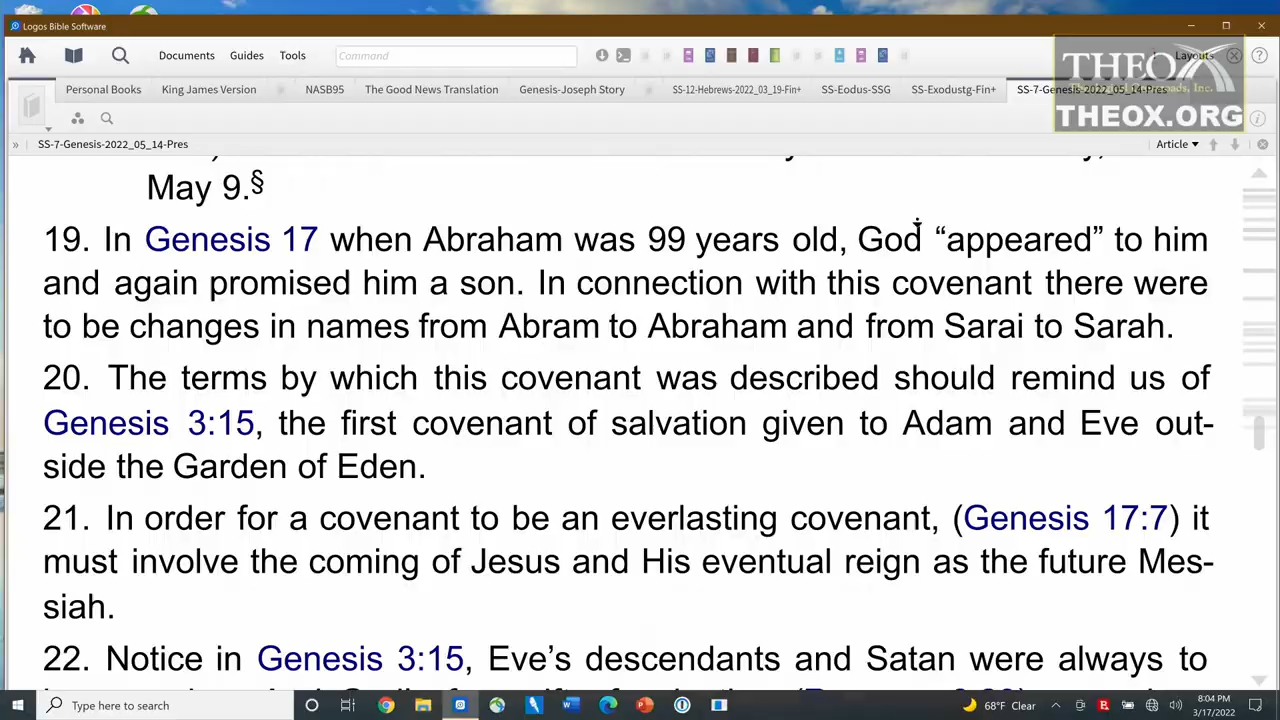 Logos Bible Software
Documents Guides Tools Command Layouts
THEOX
THEOX.ORG
Personal Books King James Version NASB95 The Good News Translation Genesis-Joseph Story SS-12-Hebrews-2022_03_19-Fin+ SS-Eodus-SSG SS-Exodustg-Fin+ SS-7-Genesis-2022_05_14-Pres
SS-7-Genesis-2022_05_14-Pres Article
May 9.§
19. In Genesis 17 when Abraham was 99 years old, God “appeared” to him
and again promised him a son. In connection with this covenant there were
to be changes in names from Abram to Abraham and from Sarai to Sarah.
20. The terms by which this covenant was described should remind us of
Genesis 3:15, the first covenant of salvation given to Adam and Eve out-
side the Garden of Eden.
21. In order for a covenant to be an everlasting covenant, (Genesis 17:7) it
must involve the coming of Jesus and His eventual reign as the future Mes-
siah.
22. Notice in Genesis 3:15, Eve’s descendants and Satan were always to
Type here to search
68°F Clear
8:04 PM
3/17/2022